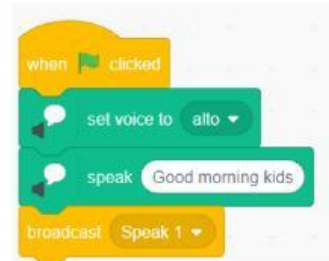 when clicked
set voice to alto
speak Good morning kids
broadcast Speak 1